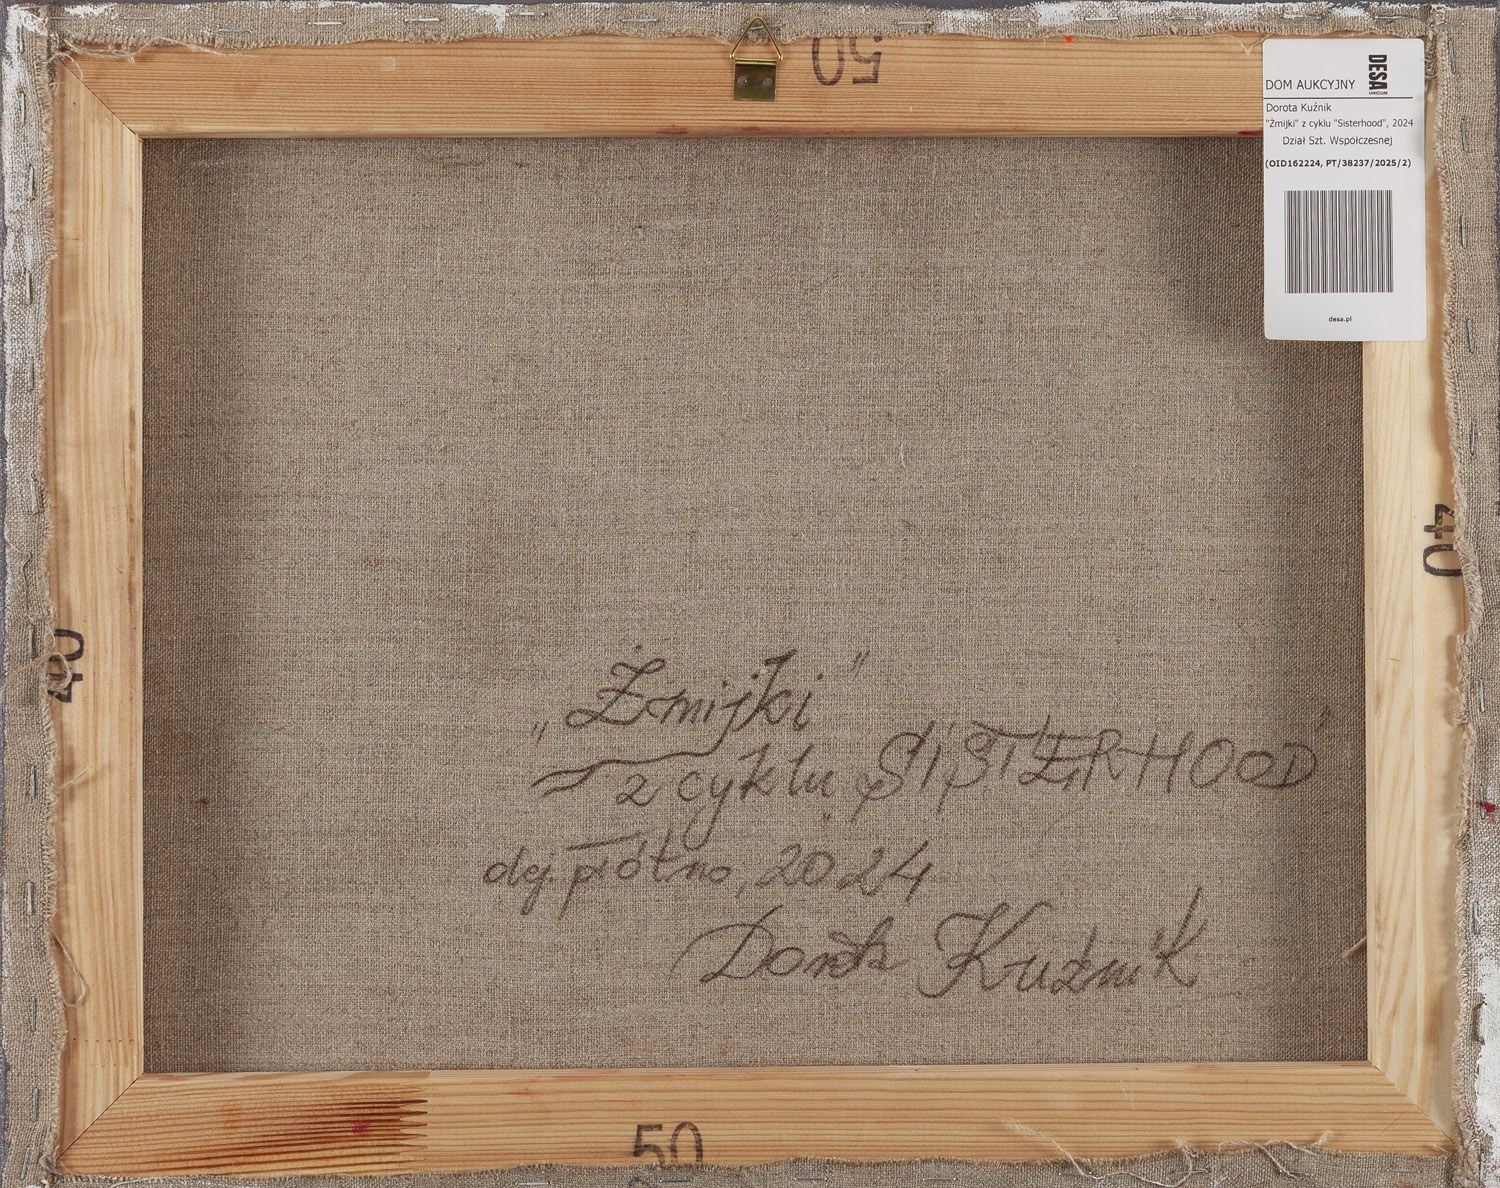 50
DOM AUKCYJNY
DESA
UNICUM
Dorota Kuźnik
"Żmijki" z cyklu "Sisterhood", 2024
Dział Szt. Współczesnej
(OID162224, PT/38237/2025/2)
desa.pl
40
40
„Żmijki”
z cyklu „SISTERHOOD”
olej. płótno, 2024
Dorota Kuźnik
50